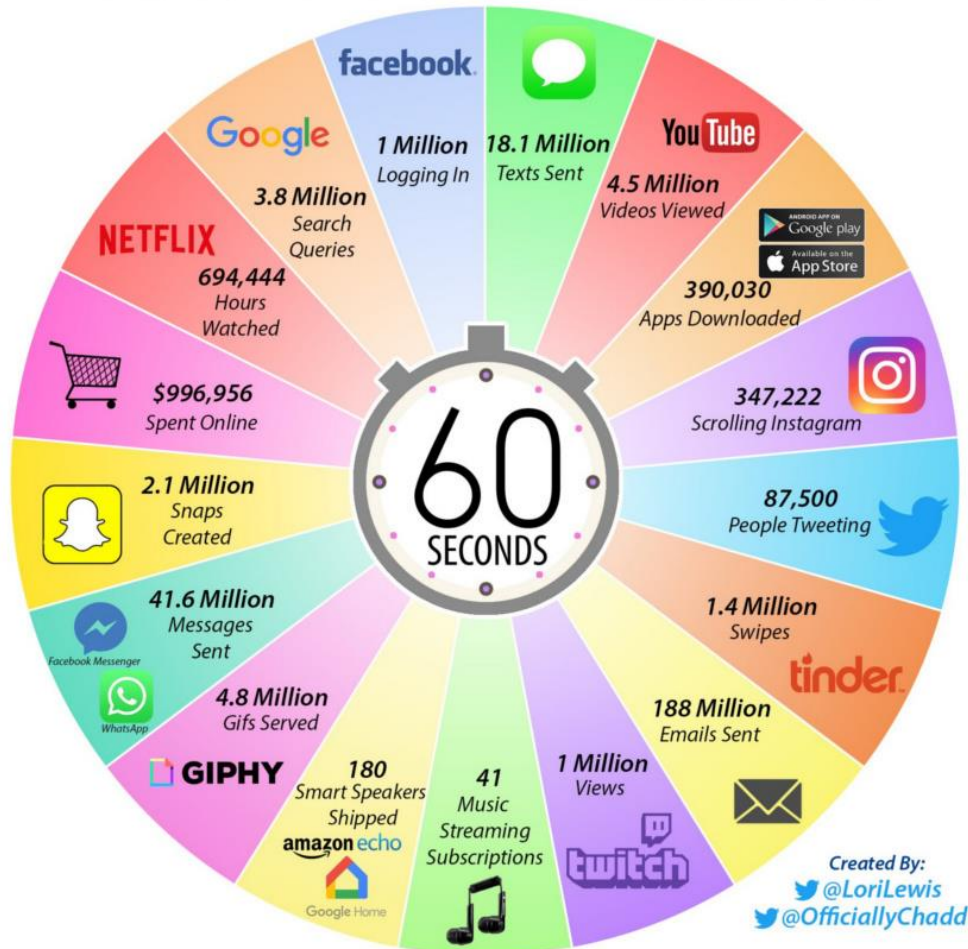 facebook.
1 Million
Logging In
18.1 Million
Texts Sent
YouTube
4.5 Million
Videos Viewed
ANDROID APP ON
Google play
Available on the
App Store
390,030
Apps Downloaded
347,222
Scrolling Instagram
87,500
People Tweeting
1.4 Million
Swipes
tinder
188 Million
Emails Sent
1 Million
Views
twitch
41
Music
Streaming
Subscriptions
180
Smart Speakers
Shipped
amazon echo
Google Home
4.8 Million
Gifs Served
GIPHY
41.6 Million
Messages
Sent
Facebook Messenger
WhatsApp
2.1 Million
Snaps
Created
$996,956
Spent Online
NETFLIX
694,444
Hours
Watched
Google
3.8 Million
Search
Queries
60
SECONDS
Created By:
@LoriLewis
@OfficiallyChadd